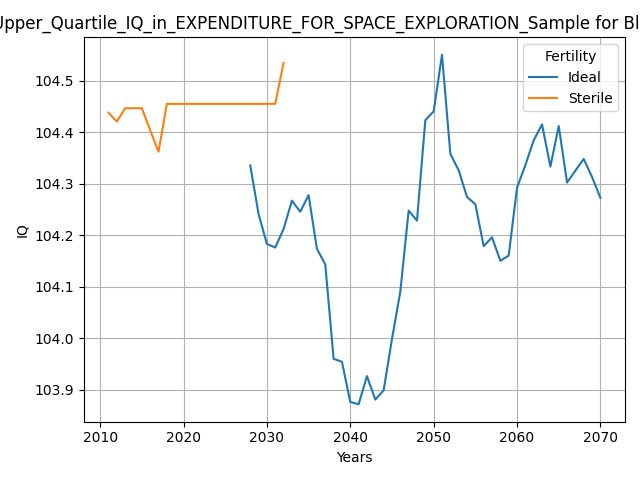 Upper_Quartile_IQ_in_EXPENDITURE_FOR_SPACE_EXPLORATION_Sample for Bl
Fertility
Ideal
Sterile
104.5
104.4
104.3
104.2
104.1
104.0
103.9
IQ
2010 2020 2030 2040 2050 2060 2070
Years